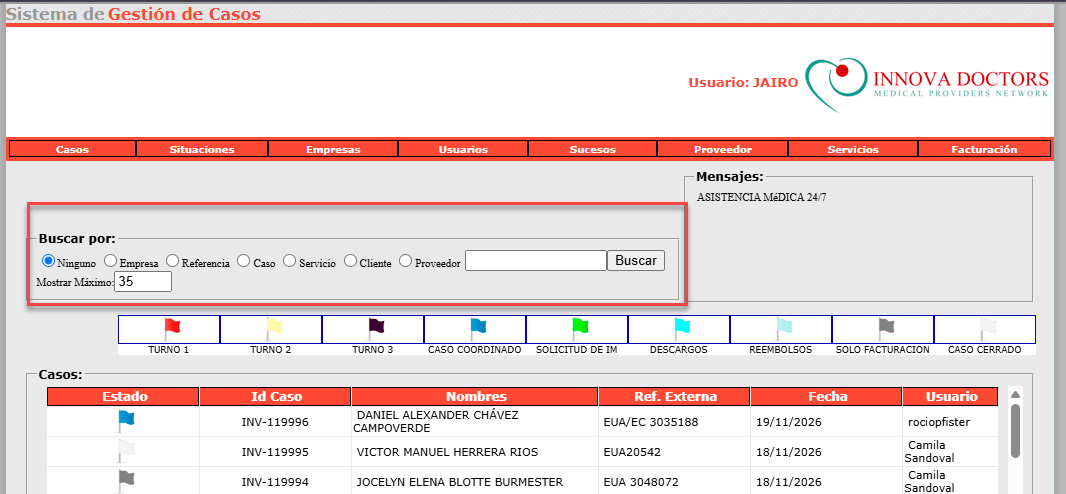 Sistema de Gestión de Casos
Usuario: JAIRO
INNOVA DOCTORS
MEDICAL PROVIDERS NETWORK
Casos Situaciones Empresas Usuarios Sucesos Proveedor Servicios Facturación
Mensajes:
ASISTENCIA MéDICA 24/7
Buscar por:
Ninguno Empresa Referencia Caso Servicio Cliente Proveedor Buscar
Mostrar Máximo: 35
TURNO 1 TURNO 2 TURNO 3 CASO COORDINADO SOLICITUD DE IM DESCARGOS REEMBOLSOS SOLO FACTURACION CASO CERRADO
Casos:
Estado Id Caso Nombres Ref. Externa Fecha Usuario
INV-119996 DANIEL ALEXANDER CHÁVEZ CAMPOVERDE EUA/EC 3035188 19/11/2026 rociopfister
INV-119995 VICTOR MANUEL HERRERA RIOS EUA20542 18/11/2026 Camila Sandoval
INV-119994 JOCELYN ELENA BLOTTE BURMESTER EUA 3048072 18/11/2026 Camila Sandoval